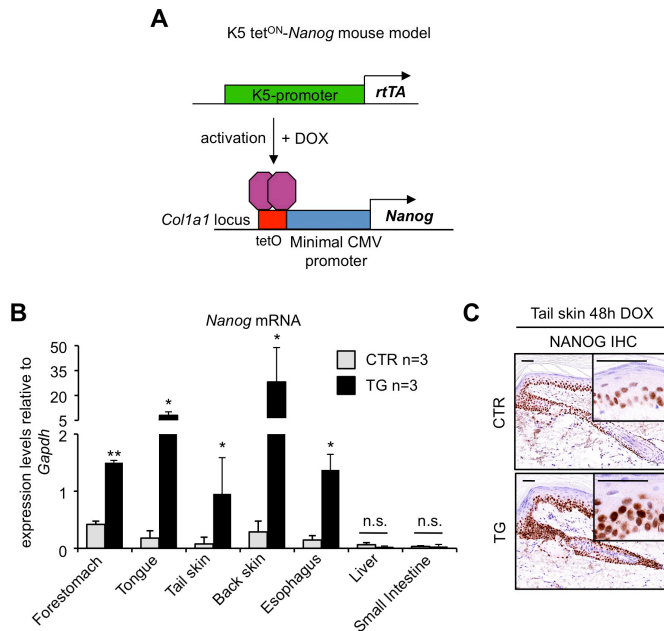 A
K5 tetON-Nanog mouse model
K5-promoter
rtTA
activation
+ DOX
Col1a1 locus
Nanog
tetO
Minimal CMV
promoter
B
Nanog mRNA
expression levels relative to
Gapdh
50
35
20
5
2
1
0
CTR n=3
TG n=3
**
*
*
*
*
n.s.
n.s.
Forestomach
Tongue
Tail skin
Back skin
Esophagus
Liver
Small Intestine
C
Tail skin 48h DOX
NANOG IHC
CTR
TG